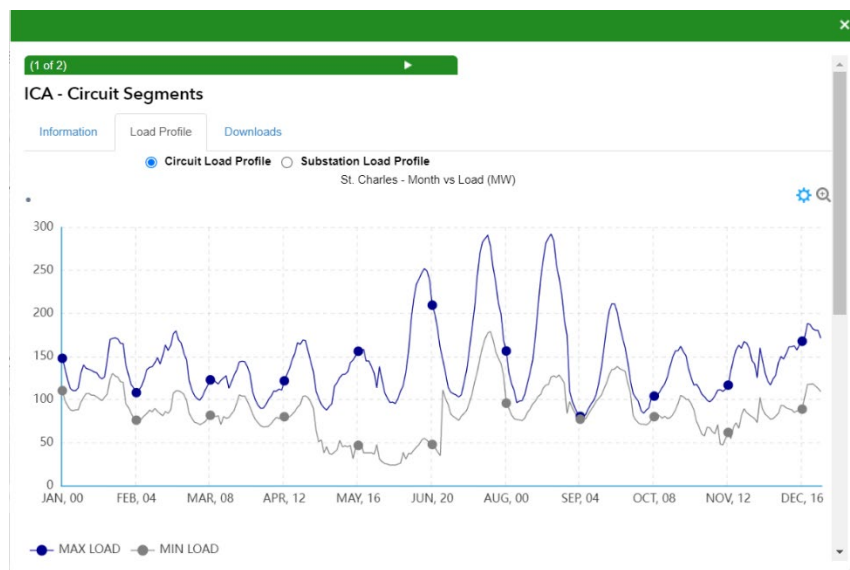 ×
(1 of 2)
ICA - Circuit Segments
Information Load Profile Downloads
Circuit Load Profile Substation Load Profile
St. Charles - Month vs Load (MW)
300
250
200
150
100
50
0
JAN, 00 FEB, 04 MAR, 08 APR, 12 MAY, 16 JUN, 20 AUG, 00 SEP, 04 OCT, 08 NOV, 12 DEC, 16
MAX LOAD MIN LOAD